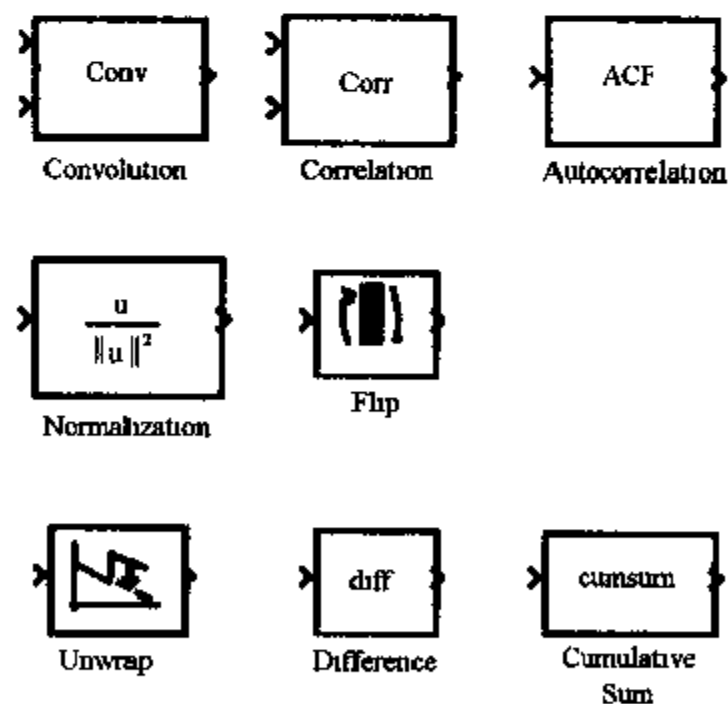 Conv
Corr
ACF
Convolution
Correlation
Autocorrelation
u
‖u‖²
Normalization
Flip
Unwrap
diff
Difference
cumsum
Cumulative
Sum